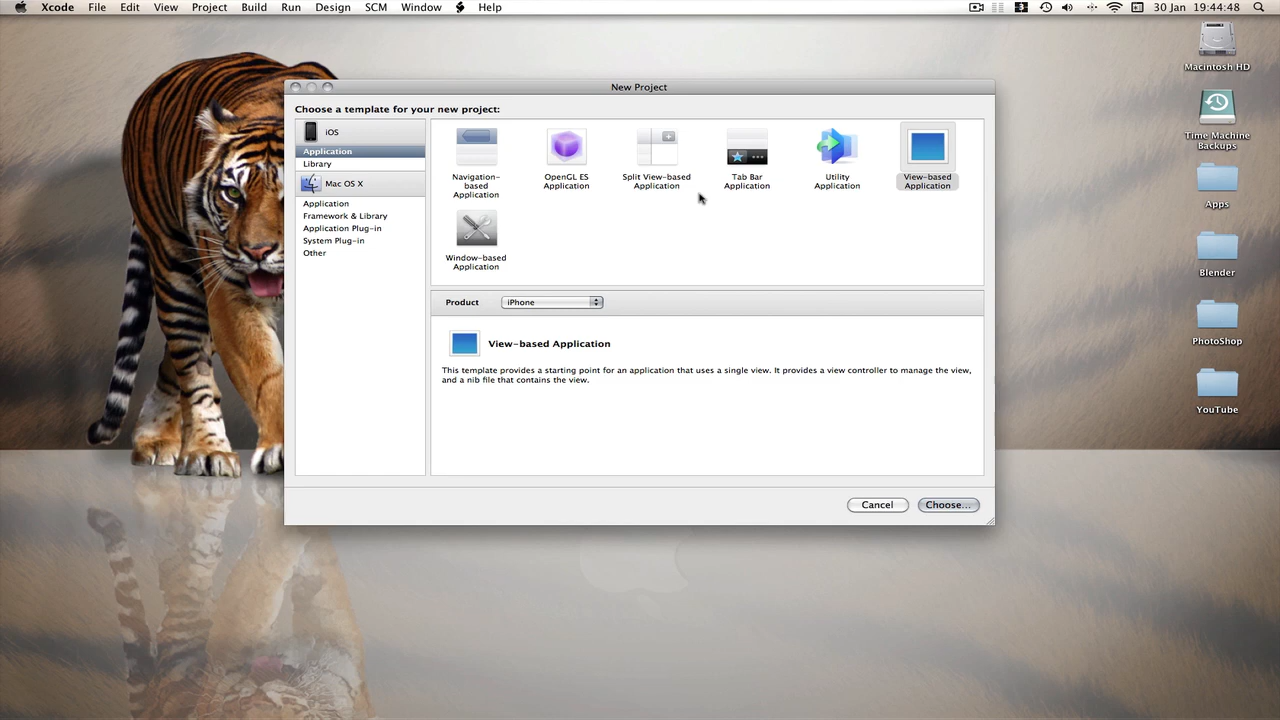 Xcode File Edit View Project Build Run Design SCM Window Help
30 Jan 19:44:48
Macintosh HD
Time Machine
Backups
Apps
Blender
PhotoShop
YouTube
New Project
Choose a template for your new project:
iOS
Application
Library
Mac OS X
Application
Framework & Library
Application Plug-in
System Plug-in
Other
Navigation-
based
Application
OpenGL ES
Application
Split View-based
Application
Tab Bar
Application
Utility
Application
View-based
Application
Window-based
Application
Product iPhone
View-based Application
This template provides a starting point for an application that uses a single view. It provides a view controller to manage the view,
and a nib file that contains the view.
Cancel Choose...